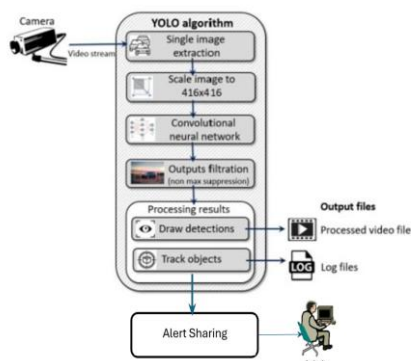 Camera
Video stream
YOLO algorithm
Single image
extraction
Scale image to
416x416
Convolutional
neural network
Outputs filtration
(non max suppression)
Processing results
Draw detections
Track objects
Output files
Processed video file
LOG
Log files
Alert Sharing